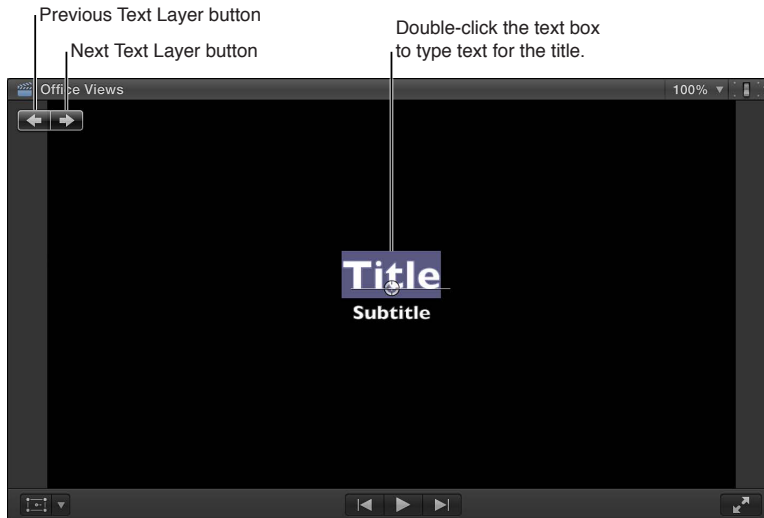 Previous Text Layer button
Next Text Layer button
Double-click the text box
to type text for the title.
Office Views
100%
Title
Subtitle